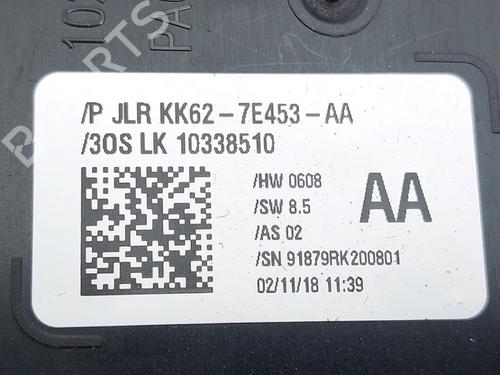 PARTS
/P JLR KK62-7E453-AA
/3OS LK 10338510
/HW 0608
/SW 8.5
/AS 02
/SN 91879RK200801
02/11/18 11:39
AA